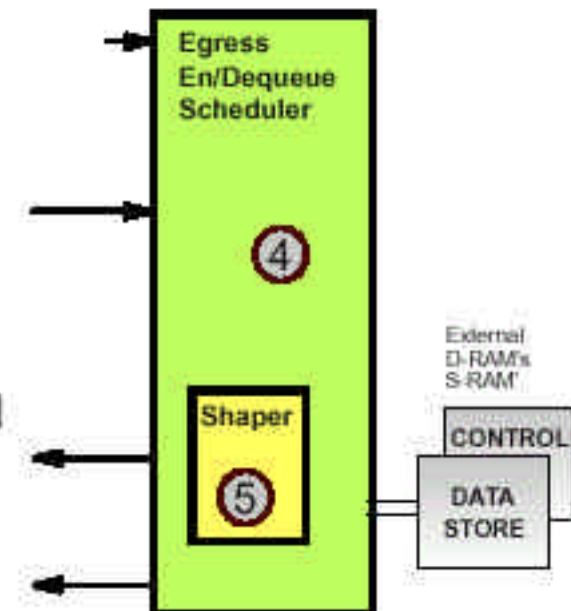 Egress
En/Dequeue
Scheduler
4
External
D-RAM's
S-RAM'
Shaper
CONTROL
5
DATA
STORE